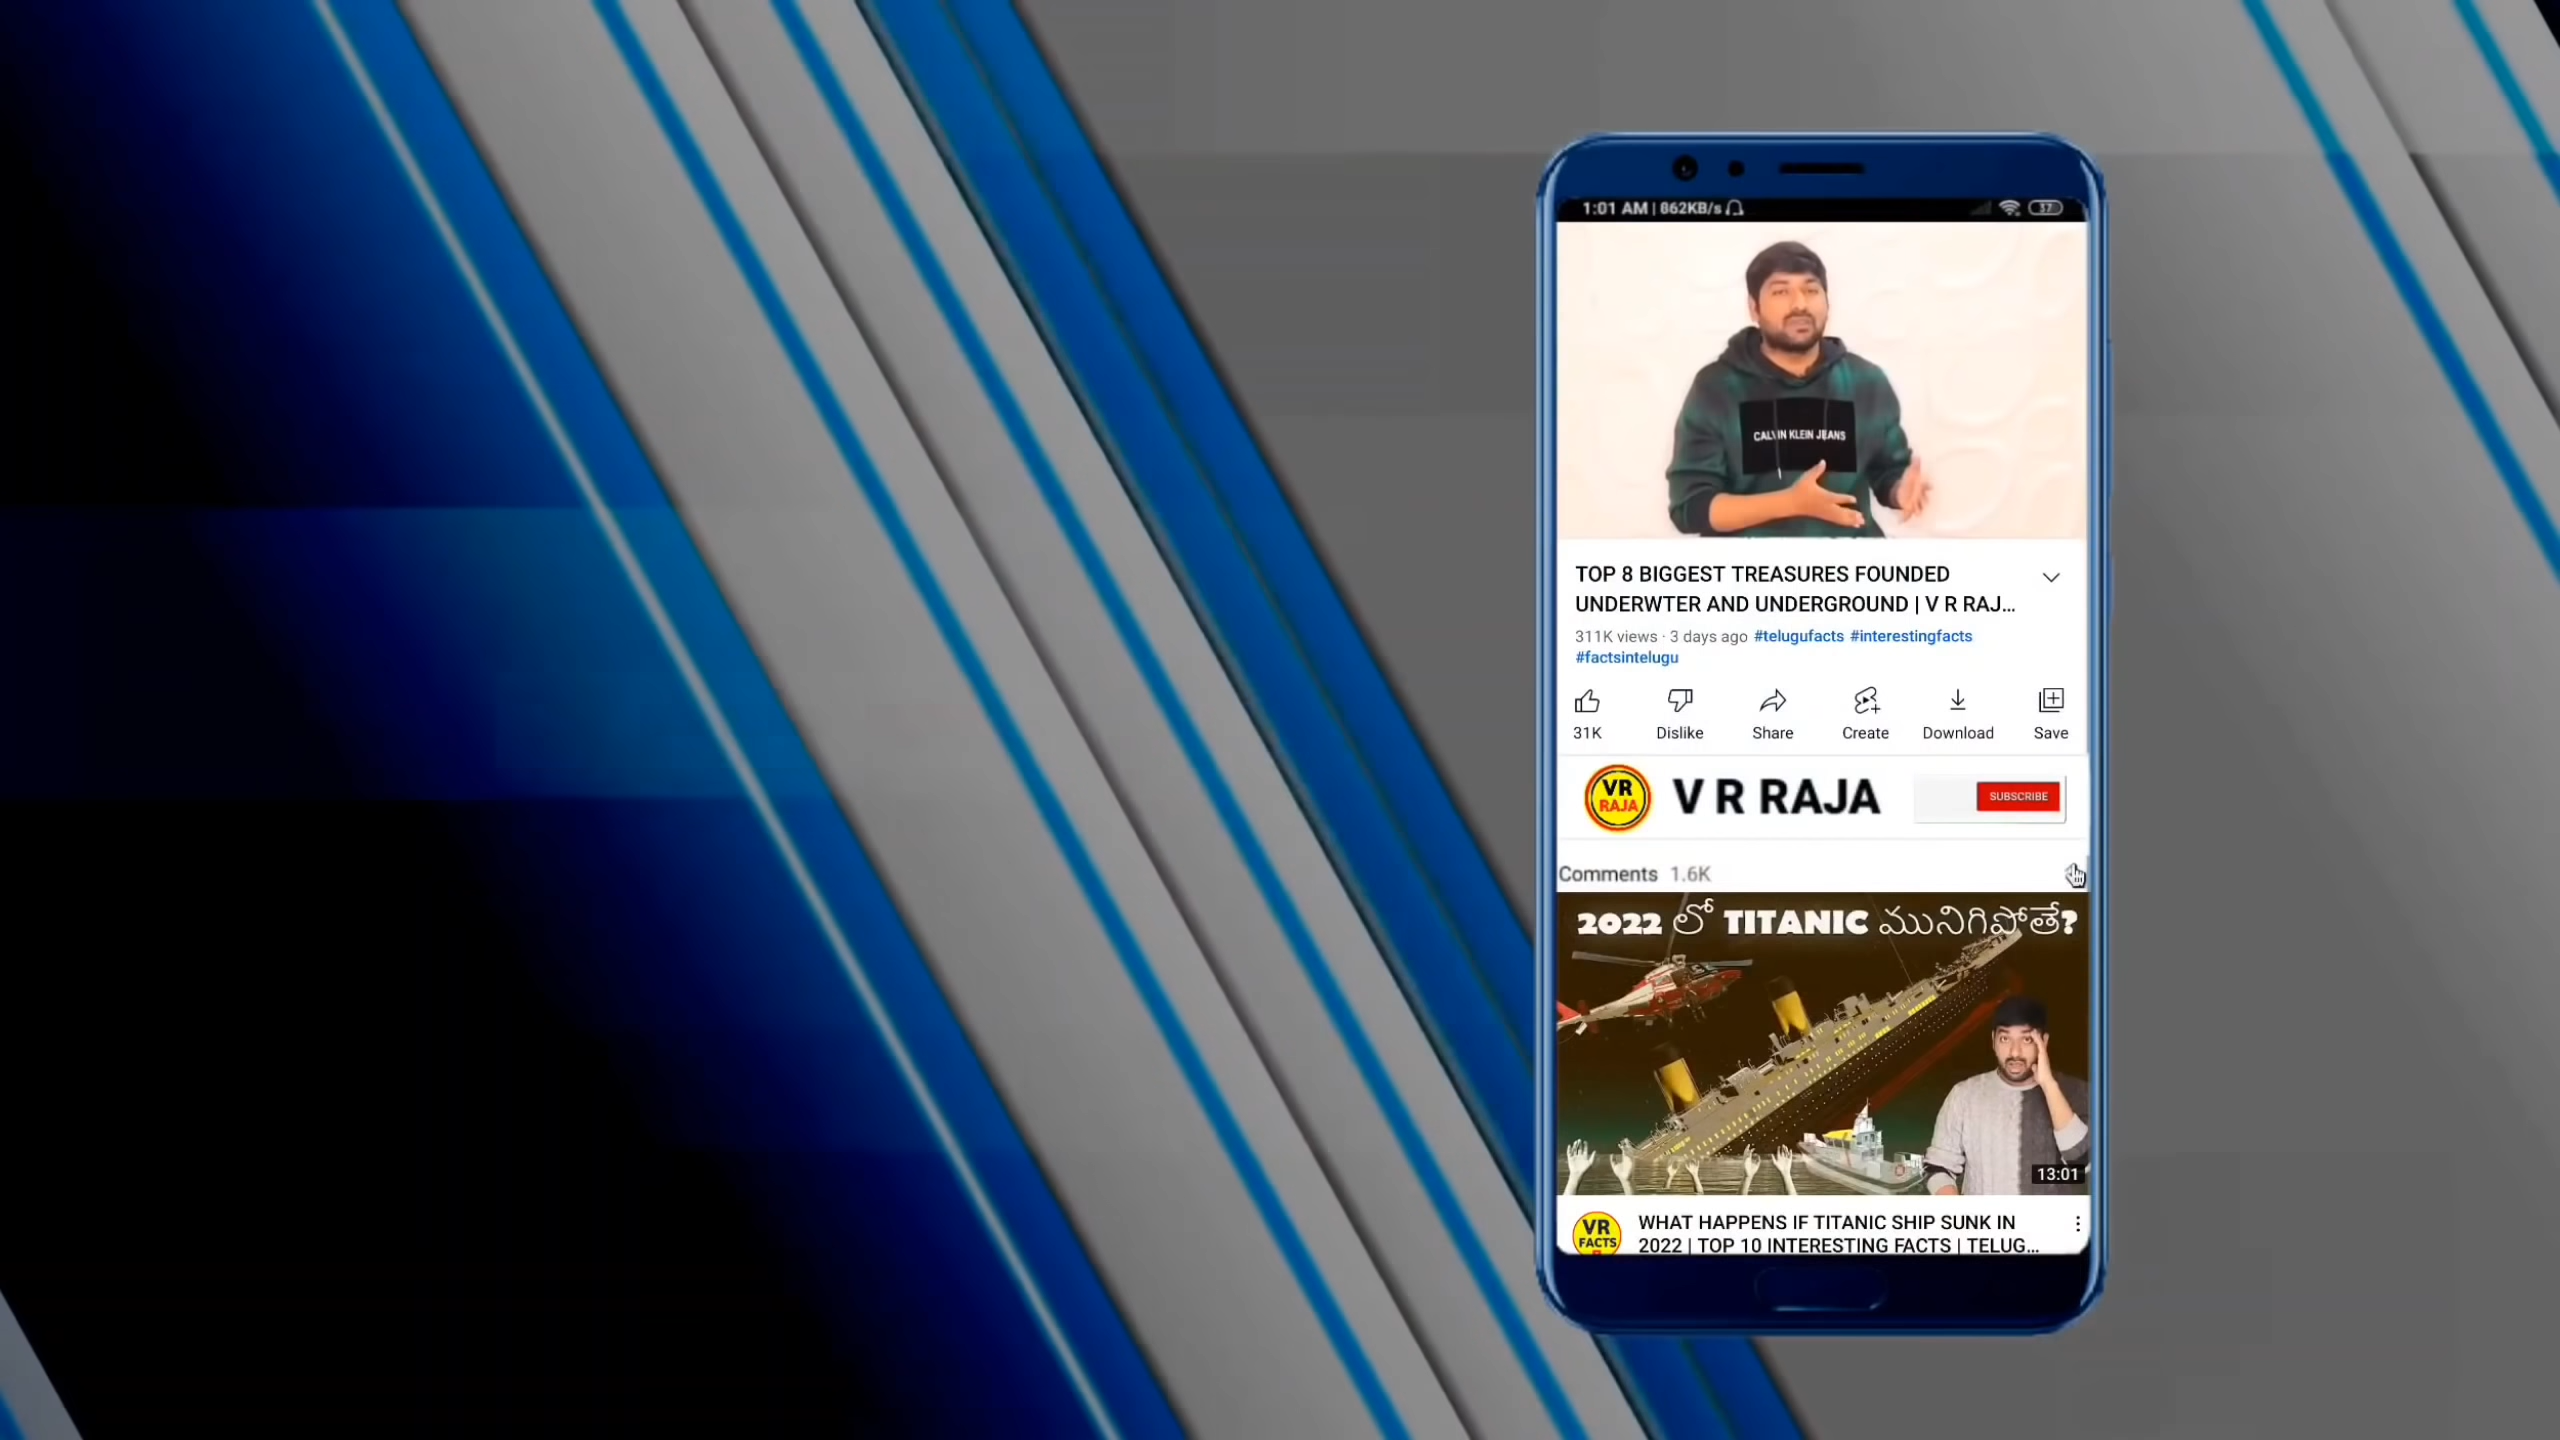 1:01 AM | 862KB/s
37
CALVIN KLEIN JEANS
TOP 8 BIGGEST TREASURES FOUNDED
UNDERWTER AND UNDERGROUND | V R RAJ...
311K views · 3 days ago #telugufacts #interestingfacts
#factsintelugu
31K Dislike Share Create Download Save
VR
RAJA
V R RAJA
SUBSCRIBE
Comments 1.6K
2022 లో TITANIC మునిగిపోతే?
13:01
VR
FACTS
WHAT HAPPENS IF TITANIC SHIP SUNK IN
2022 | TOP 10 INTERESTING FACTS | TELUG...